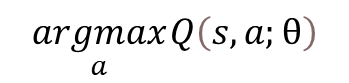 argmax Q(s, a; θ)
a